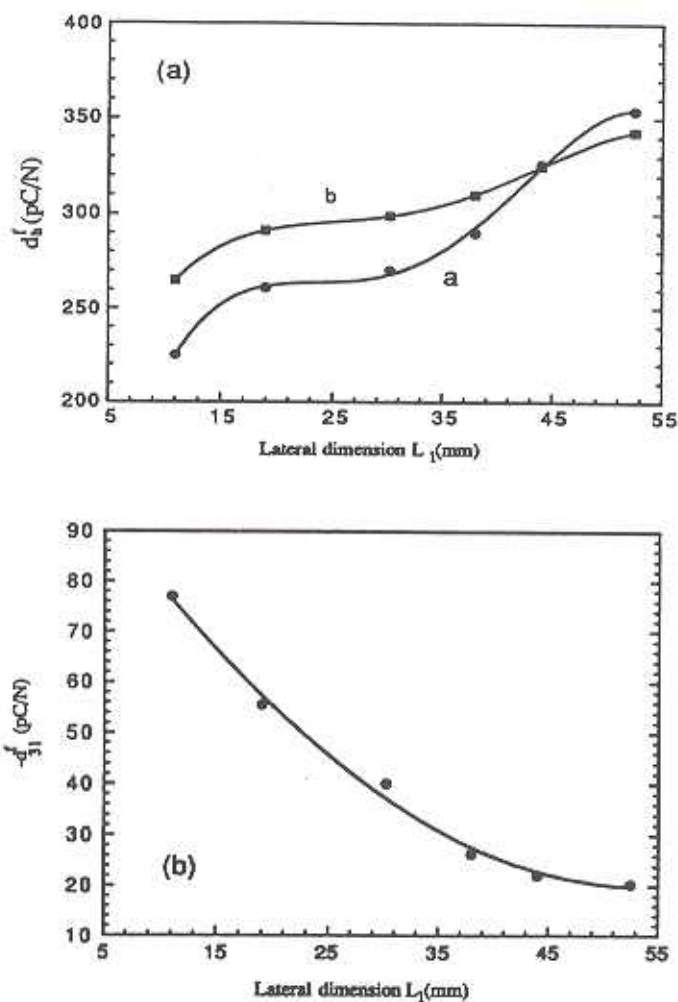 400
350
300
250
200
(a)
b
a
d_h^f (pC/N)
5 15 25 35 45 55
Lateral dimension L_1(mm)
90
80
70
60
50
40
30
20
10
(b)
-d_31^f (pC/N)
5 15 25 35 45 55
Lateral dimension L_1(mm)